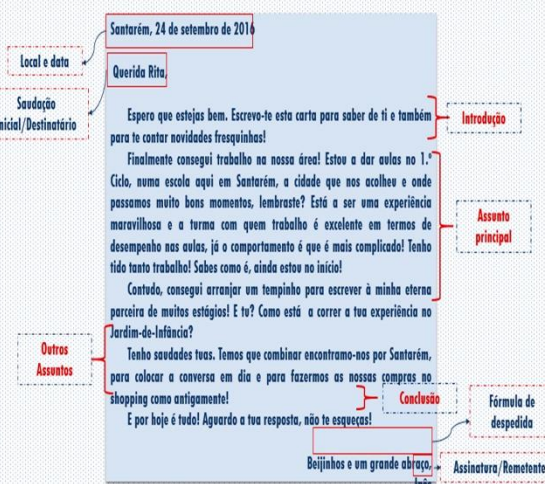 Santarém, 24 de setembro de 2016
Local e data
Querida Rita,
Saudação
nicial/Destinatário
Espero que estejas bem. Escrevo-te esta carta para saber de ti e também
para te contar novidades fresquinhas!
Introdução
Finalmente consegui trabalho na nossa área! Estou a dar aulas no 1.º
Ciclo, numa escola aqui em Santarém, a cidade que nos acolheu e onde
passamos muito bons momentos, lembraste? Está a ser uma experiência
maravilhosa e a turma com quem trabalho é excelente em termos de
desempenho nas aulas, já o comportamento é que é mais complicado! Tenho
tido tanto trabalho! Sabes como é, ainda estou no início!
Assunto
principal
Contudo, consegui arranjar um tempinho para escrever à minha eterna
parceira de muitos estágios! E tu? Como está a correr a tua experiência no
Jardim-de-Infância?
Outros
Assuntos
Tenho saudades tuas. Temos que combinar encontramo-nos por Santarém,
para colocar a conversa em dia e para fazermos as nossas compras no
shopping como antigamente!
Conclusão
E por hoje é tudo! Aguardo a tua resposta, não te esqueças!
Fórmula de
despedida
Beijinhos e um grande abraço,
Assinatura/Remetente